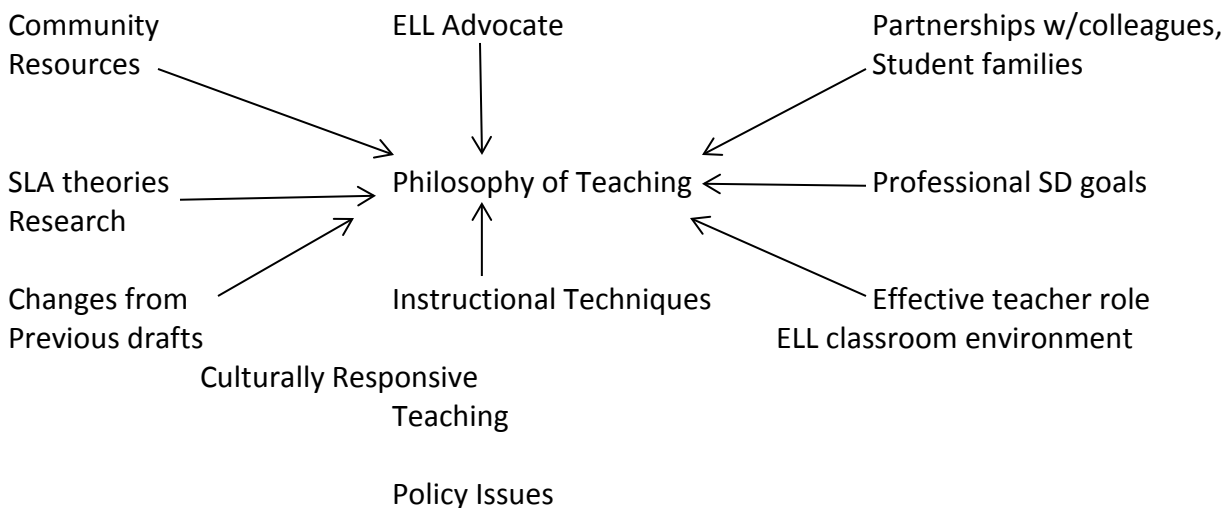 Community
Resources
ELL Advocate
Partnerships w/colleagues,
Student families
SLA theories
Research
Philosophy of Teaching
Professional SD goals
Changes from
Previous drafts
Instructional Techniques
Effective teacher role
ELL classroom environment
Culturally Responsive
Teaching
Policy Issues